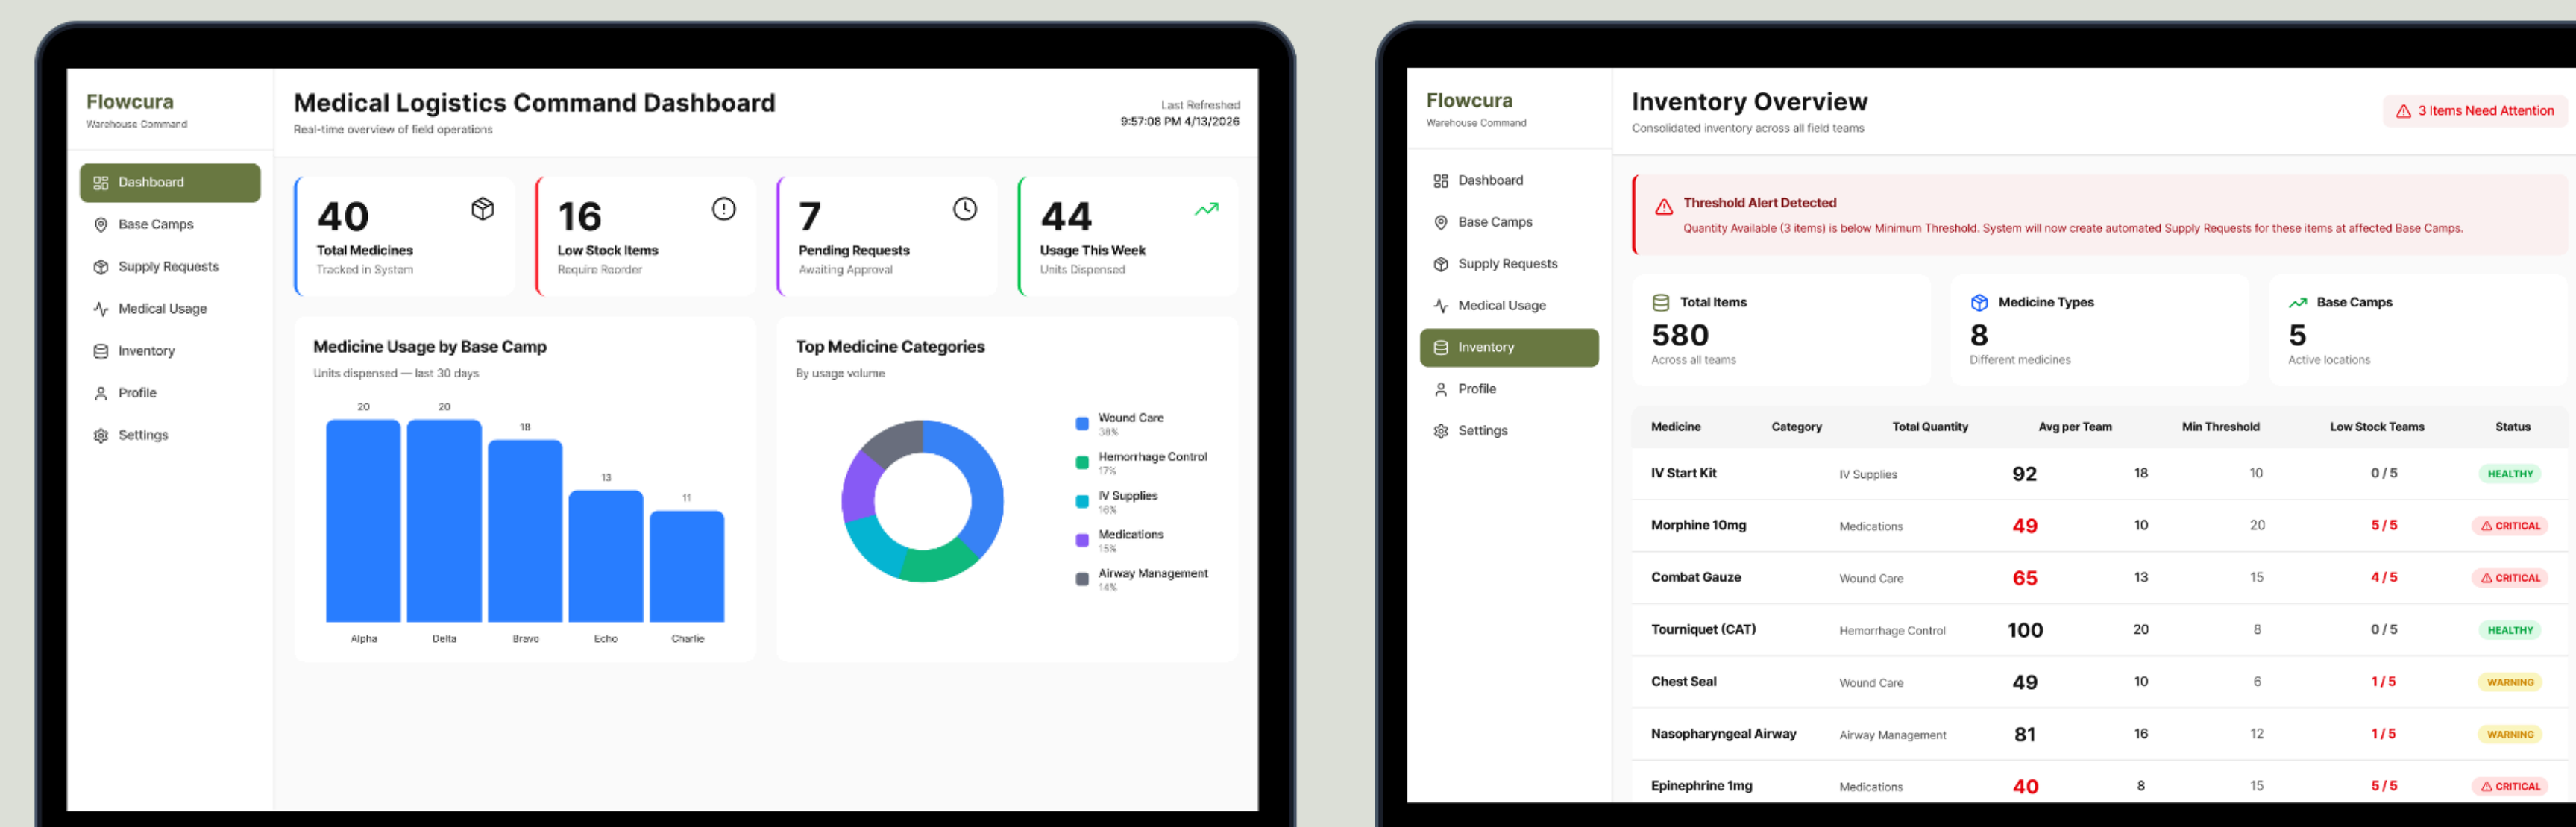 Flowcura
Warehouse Command
Dashboard
Base Camps
Supply Requests
Medical Usage
Inventory
Profile
Settings
Medical Logistics Command Dashboard
Real-time overview of field operations
Last Refreshed
9:57:08 PM 4/13/2026
40
Total Medicines
Tracked in System
16
Low Stock Items
Require Reorder
7
Pending Requests
Awaiting Approval
44
Usage This Week
Units Dispensed
Medicine Usage by Base Camp
Units dispensed — last 30 days
20 20 18 13 11
Alpha Delta Bravo Echo Charlie
Top Medicine Categories
By usage volume
Wound Care
38%
Hemorrhage Control
17%
IV Supplies
16%
Medications
15%
Airway Management
14%
Flowcura
Warehouse Command
Dashboard
Base Camps
Supply Requests
Medical Usage
Inventory
Profile
Settings
Inventory Overview
Consolidated inventory across all field teams
3 Items Need Attention
Threshold Alert Detected
Quantity Available (3 items) is below Minimum Threshold. System will now create automated Supply Requests for these items at affected Base Camps.
Total Items
580
Across all teams
Medicine Types
8
Different medicines
Base Camps
5
Active locations
Medicine Category Total Quantity Avg per Team Min Threshold Low Stock Teams Status
IV Start Kit IV Supplies 92 18 10 0 / 5 HEALTHY
Morphine 10mg Medications 49 10 20 5 / 5 CRITICAL
Combat Gauze Wound Care 65 13 15 4 / 5 CRITICAL
Tourniquet (CAT) Hemorrhage Control 100 20 8 0 / 5 HEALTHY
Chest Seal Wound Care 49 10 6 1 / 5 WARNING
Nasopharyngeal Airway Airway Management 81 16 12 1 / 5 WARNING
Epinephrine 1mg Medications 40 8 15 5 / 5 CRITICAL